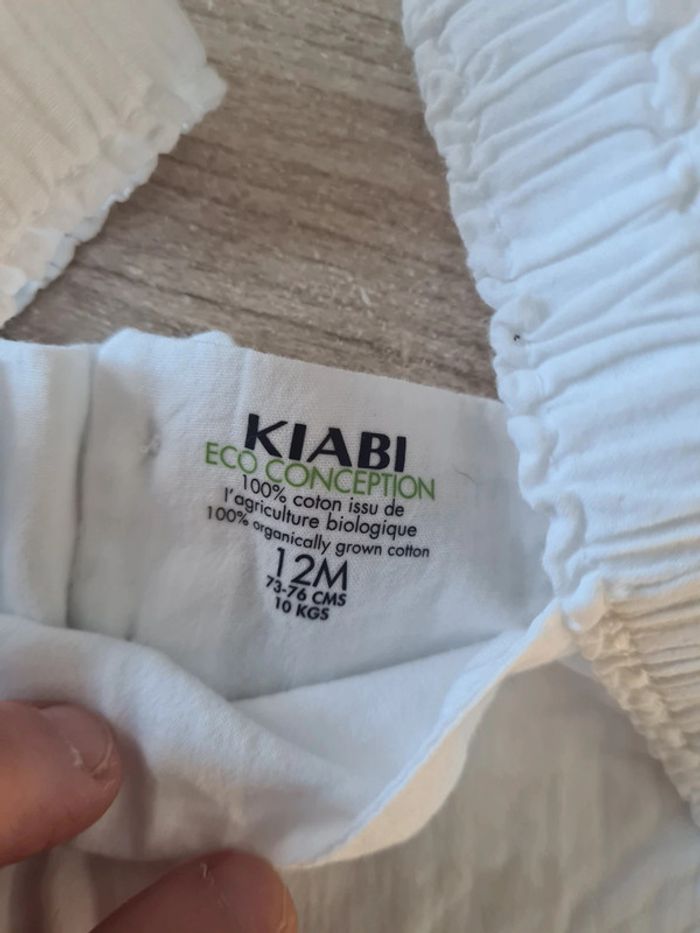 KIABI
ECO CONCEPTION
100% coton issu de
l'agriculture biologique
100% organically grown cotton
12M
73-76 CMS
10 KGS